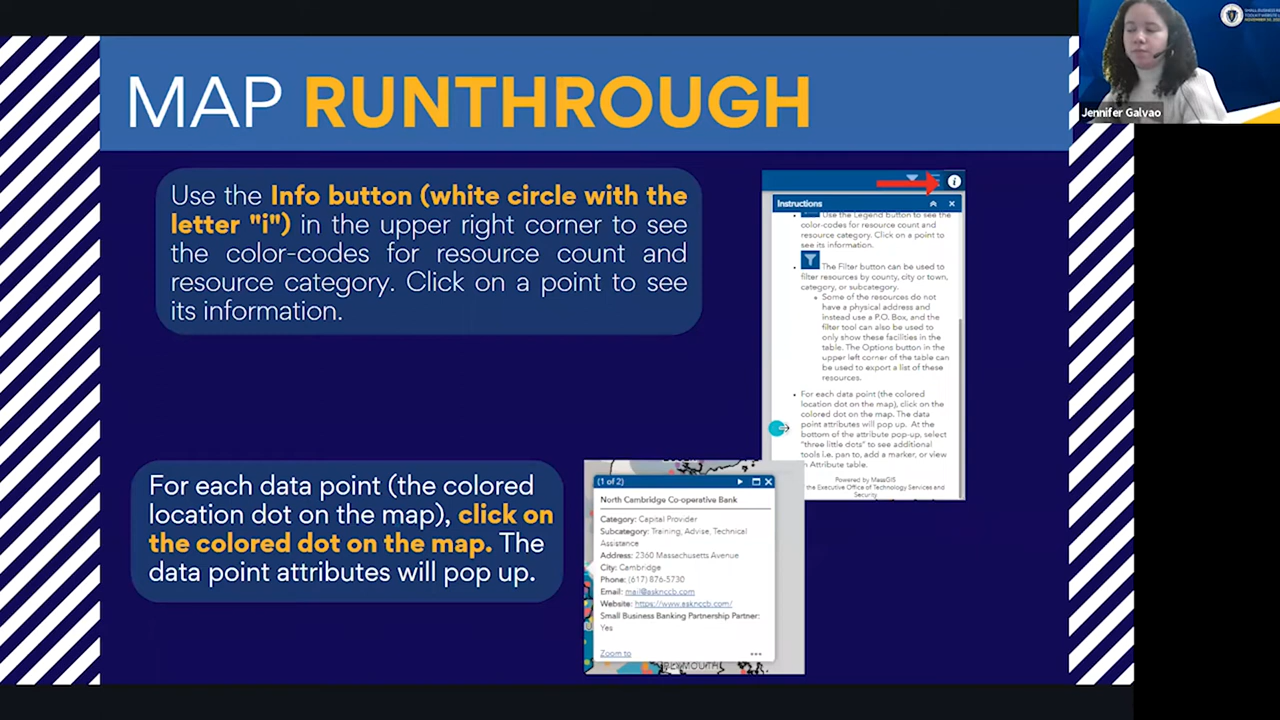 MAP RUNTHROUGH
Use the Info button (white circle with the
letter "i") in the upper right corner to see
the color-codes for resource count and
resource category. Click on a point to see
its information.
i
Instructions
Use the Legend button to see the
color-codes for resource count and
resource category. Click on a point to
see its information.
The Filter button can be used to
filter resources by county, city or town,
category, or subcategory.
Some of the resources do not
have a physical address and
instead use a P.O. Box, and the
filter tool can also be used to
only show these facilities in the
table. The Options button in the
upper left corner of the table can
be used to export a list of these
resources.
For each data point (the colored
location dot on the map), click on the
colored dot on the map. The data
point attributes will pop up. At the
bottom of the attribute pop-up, select
"three little dots" to see additional
tools i.e. pan to, add a marker, or view
Attribute table.
Powered by MassGIS
the Executive Office of Technology Services and
Security
For each data point (the colored
location dot on the map), click on
the colored dot on the map. The
data point attributes will pop up.
(1 of 2)
North Cambridge Co-operative Bank
Category: Capital Provider
Subcategory: Training, Advise, Technical
Assistance
Address: 2360 Massachusetts Avenue
City: Cambridge
Phone: (617) 876-5730
Email: mail@asknccb.com
Website: https://www.asknccb.com/
Small Business Banking Partnership Partner:
Yes
Zoom to
Jennifer Galvao